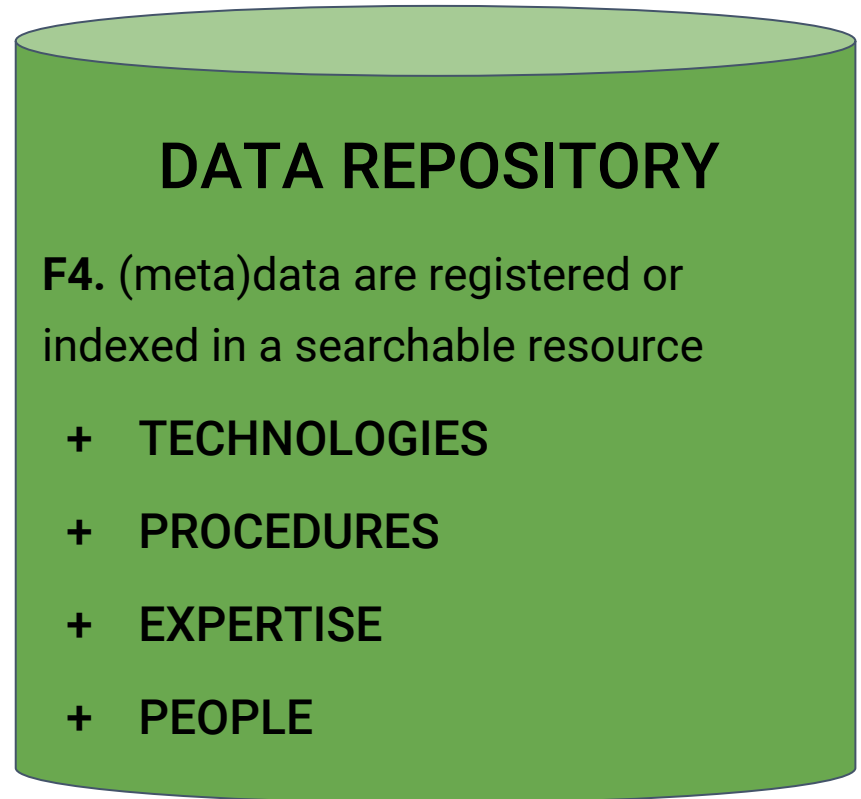 DATA REPOSITORY
F4. (meta)data are registered or
indexed in a searchable resource
+ TECHNOLOGIES
+ PROCEDURES
+ EXPERTISE
+ PEOPLE